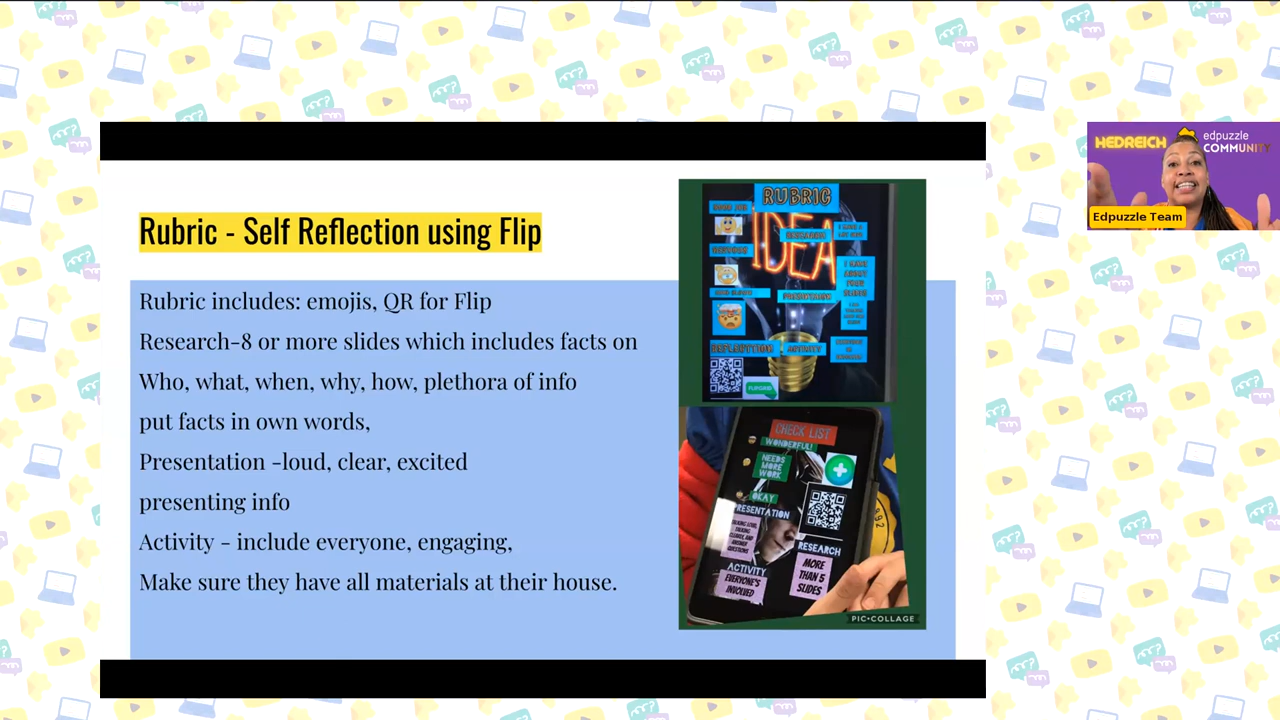 Rubric - Self Reflection using Flip
Rubric includes: emojis, QR for Flip
Research-8 or more slides which includes facts on
Who, what, when, why, how, plethora of info
put facts in own words,
Presentation -loud, clear, excited
presenting info
Activity - include everyone, engaging,
Make sure they have all materials at their house.
RUBRIC
IDEA
REFLECTION
ACTIVITY
FLIPGRID
CHECK LIST
WONDERFUL!
NEEDS
MORE
WORK
OKAY
PRESENTATION
RESEARCH
MORE
THAN 5
SLIDES
ACTIVITY
EVERYONE'S
INVOLVED
PIC•COLLAGE
HEDREICH
edpuzzle
COMMUNITY
Edpuzzle Team